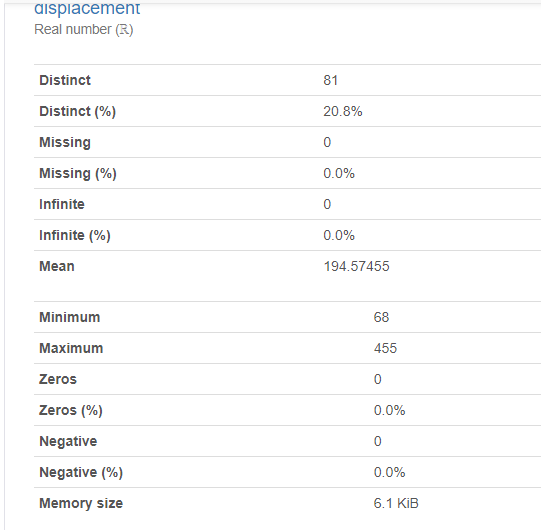 displacement
Real number (ℝ)
Distinct 81
Distinct (%) 20.8%
Missing 0
Missing (%) 0.0%
Infinite 0
Infinite (%) 0.0%
Mean 194.57455
Minimum 68
Maximum 455
Zeros 0
Zeros (%) 0.0%
Negative 0
Negative (%) 0.0%
Memory size 6.1 KiB